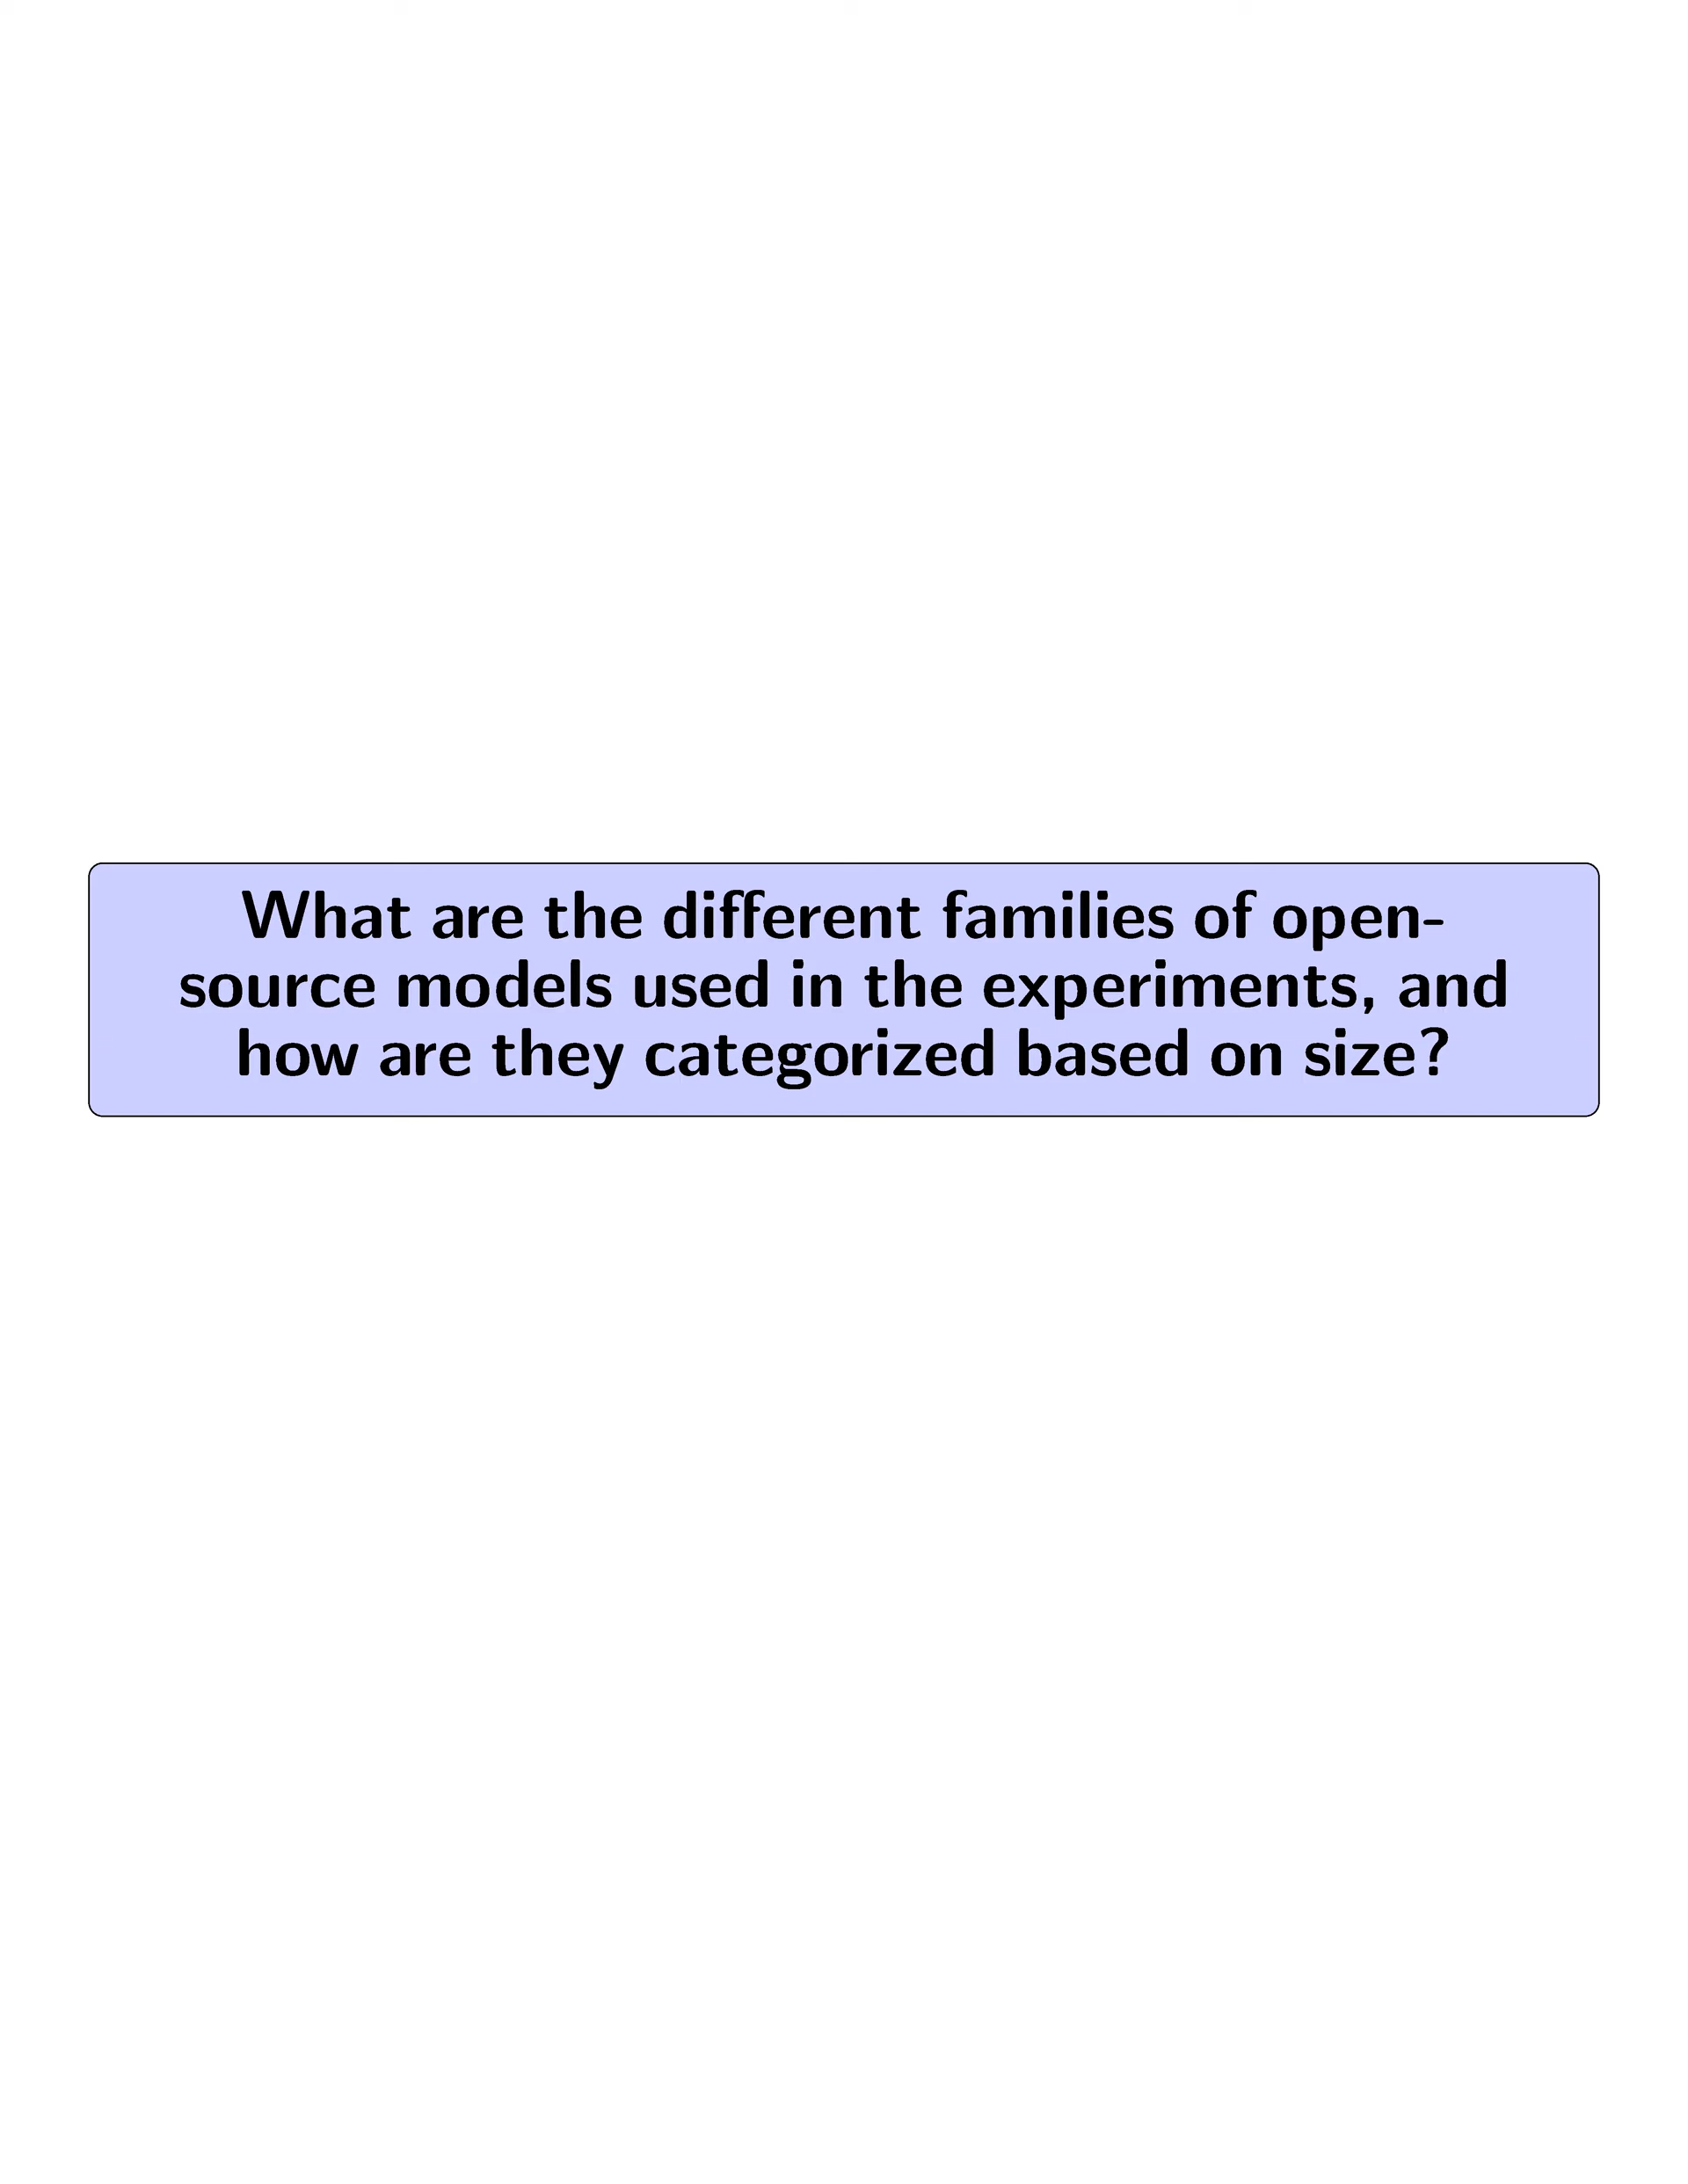 What are the different families of open-
source models used in the experiments, and
how are they categorized based on size?